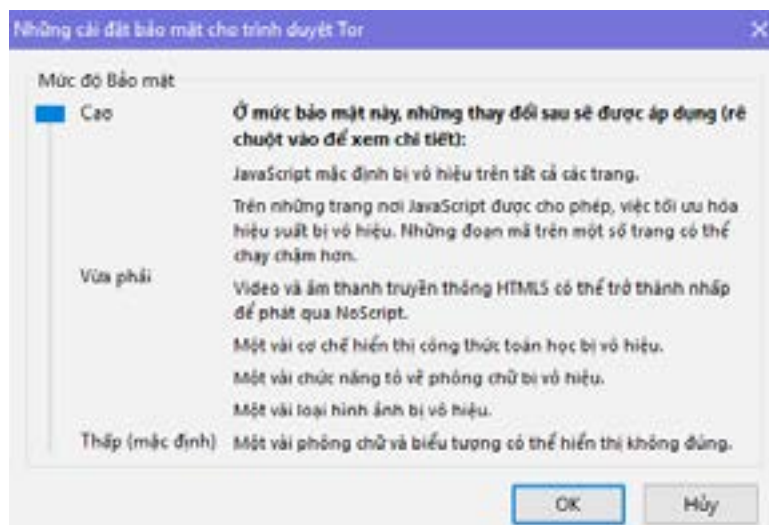 Những cài đặt bảo mật cho trình duyệt Tor
Mức độ Bảo mật
Cao
Ở mức bảo mật này, những thay đổi sau sẽ được áp dụng (rê
chuột vào để xem chi tiết):
JavaScript mặc định bị vô hiệu trên tất cả các trang.
Trên những trang nơi JavaScript được cho phép, việc tối ưu hóa
hiệu suất bị vô hiệu. Những đoạn mã trên một số trang có thể
chạy chậm hơn.
Vừa phải
Video và âm thanh truyền thông HTML5 có thể trở thành nhấp
để phát qua NoScript.
Một vài cơ chế hiển thị công thức toán học bị vô hiệu.
Một vài chức năng tô vẽ phông chữ bị vô hiệu.
Một vài loại hình ảnh bị vô hiệu.
Thấp (mặc định)
Một vài phông chữ và biểu tượng có thể hiển thị không đúng.
OK
Hủy